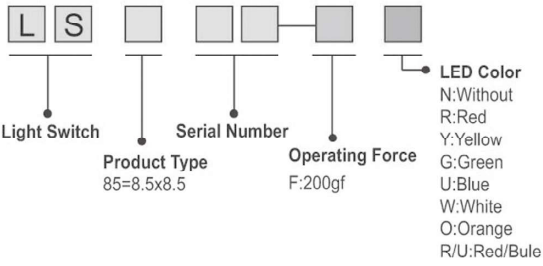 L S
LED Color
N:Without
R:Red
Light Switch
Serial Number
Y:Yellow
Product Type
Operating Force
G:Green
85=8.5x8.5
F:200gf
U:Blue
W:White
O:Orange
R/U:Red/Bule